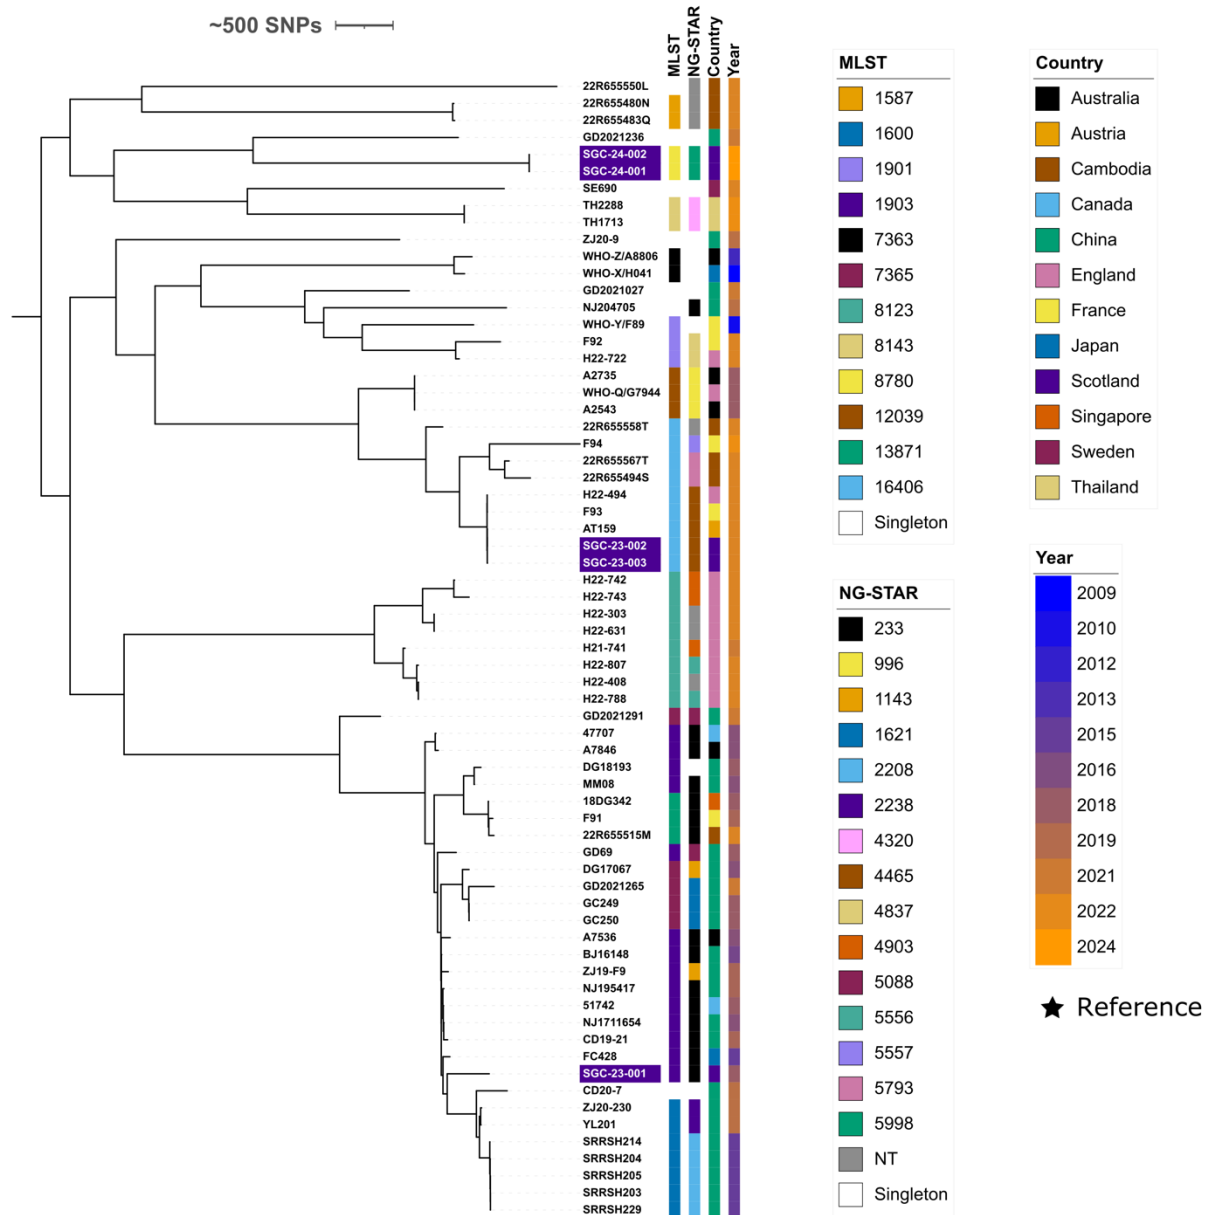 ~500 SNPs
MLST
NG-STAR
Country
Year
22R655550L
22R655480N
22R655483Q
GD2021236
SGC-24-002
SGC-24-001
SE690
TH2288
TH1713
ZJ20-9
WHO-Z/A8806
WHO-X/H041
GD2021027
NJ204705
WHO-Y/F89
F92
H22-722
A2735
WHO-Q/G7944
A2543
22R655558T
F94
22R655567T
22R655494S
H22-494
F93
AT159
SGC-23-002
SGC-23-003
H22-742
H22-743
H22-303
H22-631
H21-741
H22-807
H22-408
H22-788
GD2021291
47707
A7846
DG18193
MM08
18DG342
F91
22R655515M
GD69
DG17067
GD2021265
GC249
GC250
A7536
BJ16148
ZJ19-F9
NJ195417
51742
NJ1711654
CD19-21
FC428
SGC-23-001
CD20-7
ZJ20-230
YL201
SRRSH214
SRRSH204
SRRSH205
SRRSH203
SRRSH229
MLST
1587
1600
1901
1903
7363
7365
8123
8143
8780
12039
13871
16406
Singleton
NG-STAR
233
996
1143
1621
2208
2238
4320
4465
4837
4903
5088
5556
5557
5793
5998
NT
Singleton
Country
Australia
Austria
Cambodia
Canada
China
England
France
Japan
Scotland
Singapore
Sweden
Thailand
Year
2009
2010
2012
2013
2015
2016
2018
2019
2021
2022
2024
★ Reference